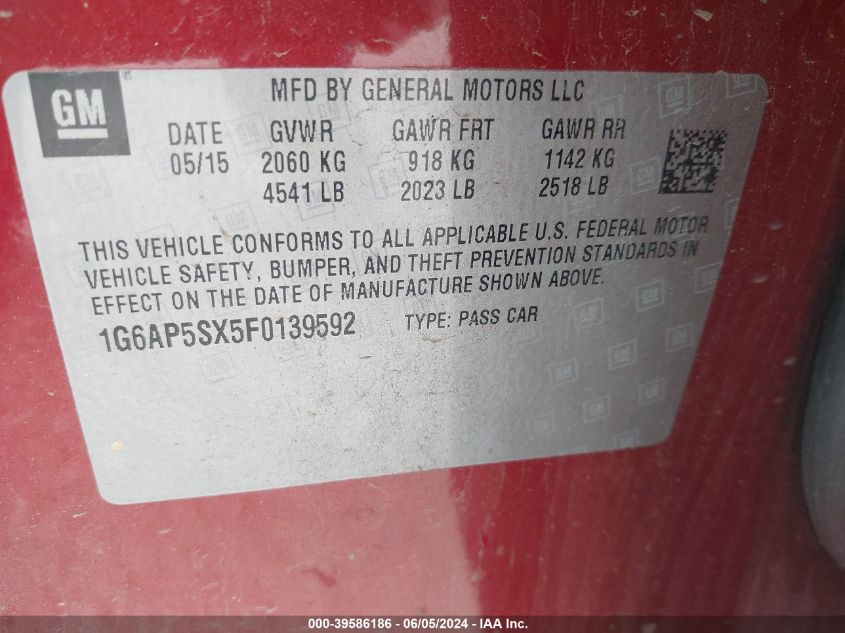 GM
MFD BY GENERAL MOTORS LLC
DATE GVWR GAWR FRT GAWR RR
05/15 2060 KG 918 KG 1142 KG
4541 LB 2023 LB 2518 LB
THIS VEHICLE CONFORMS TO ALL APPLICABLE U.S. FEDERAL MOTOR
VEHICLE SAFETY, BUMPER, AND THEFT PREVENTION STANDARDS IN
EFFECT ON THE DATE OF MANUFACTURE SHOWN ABOVE.
1G6AP5SX5F0139592 TYPE: PASS CAR
000-39586186 - 06/05/2024 - IAA Inc.